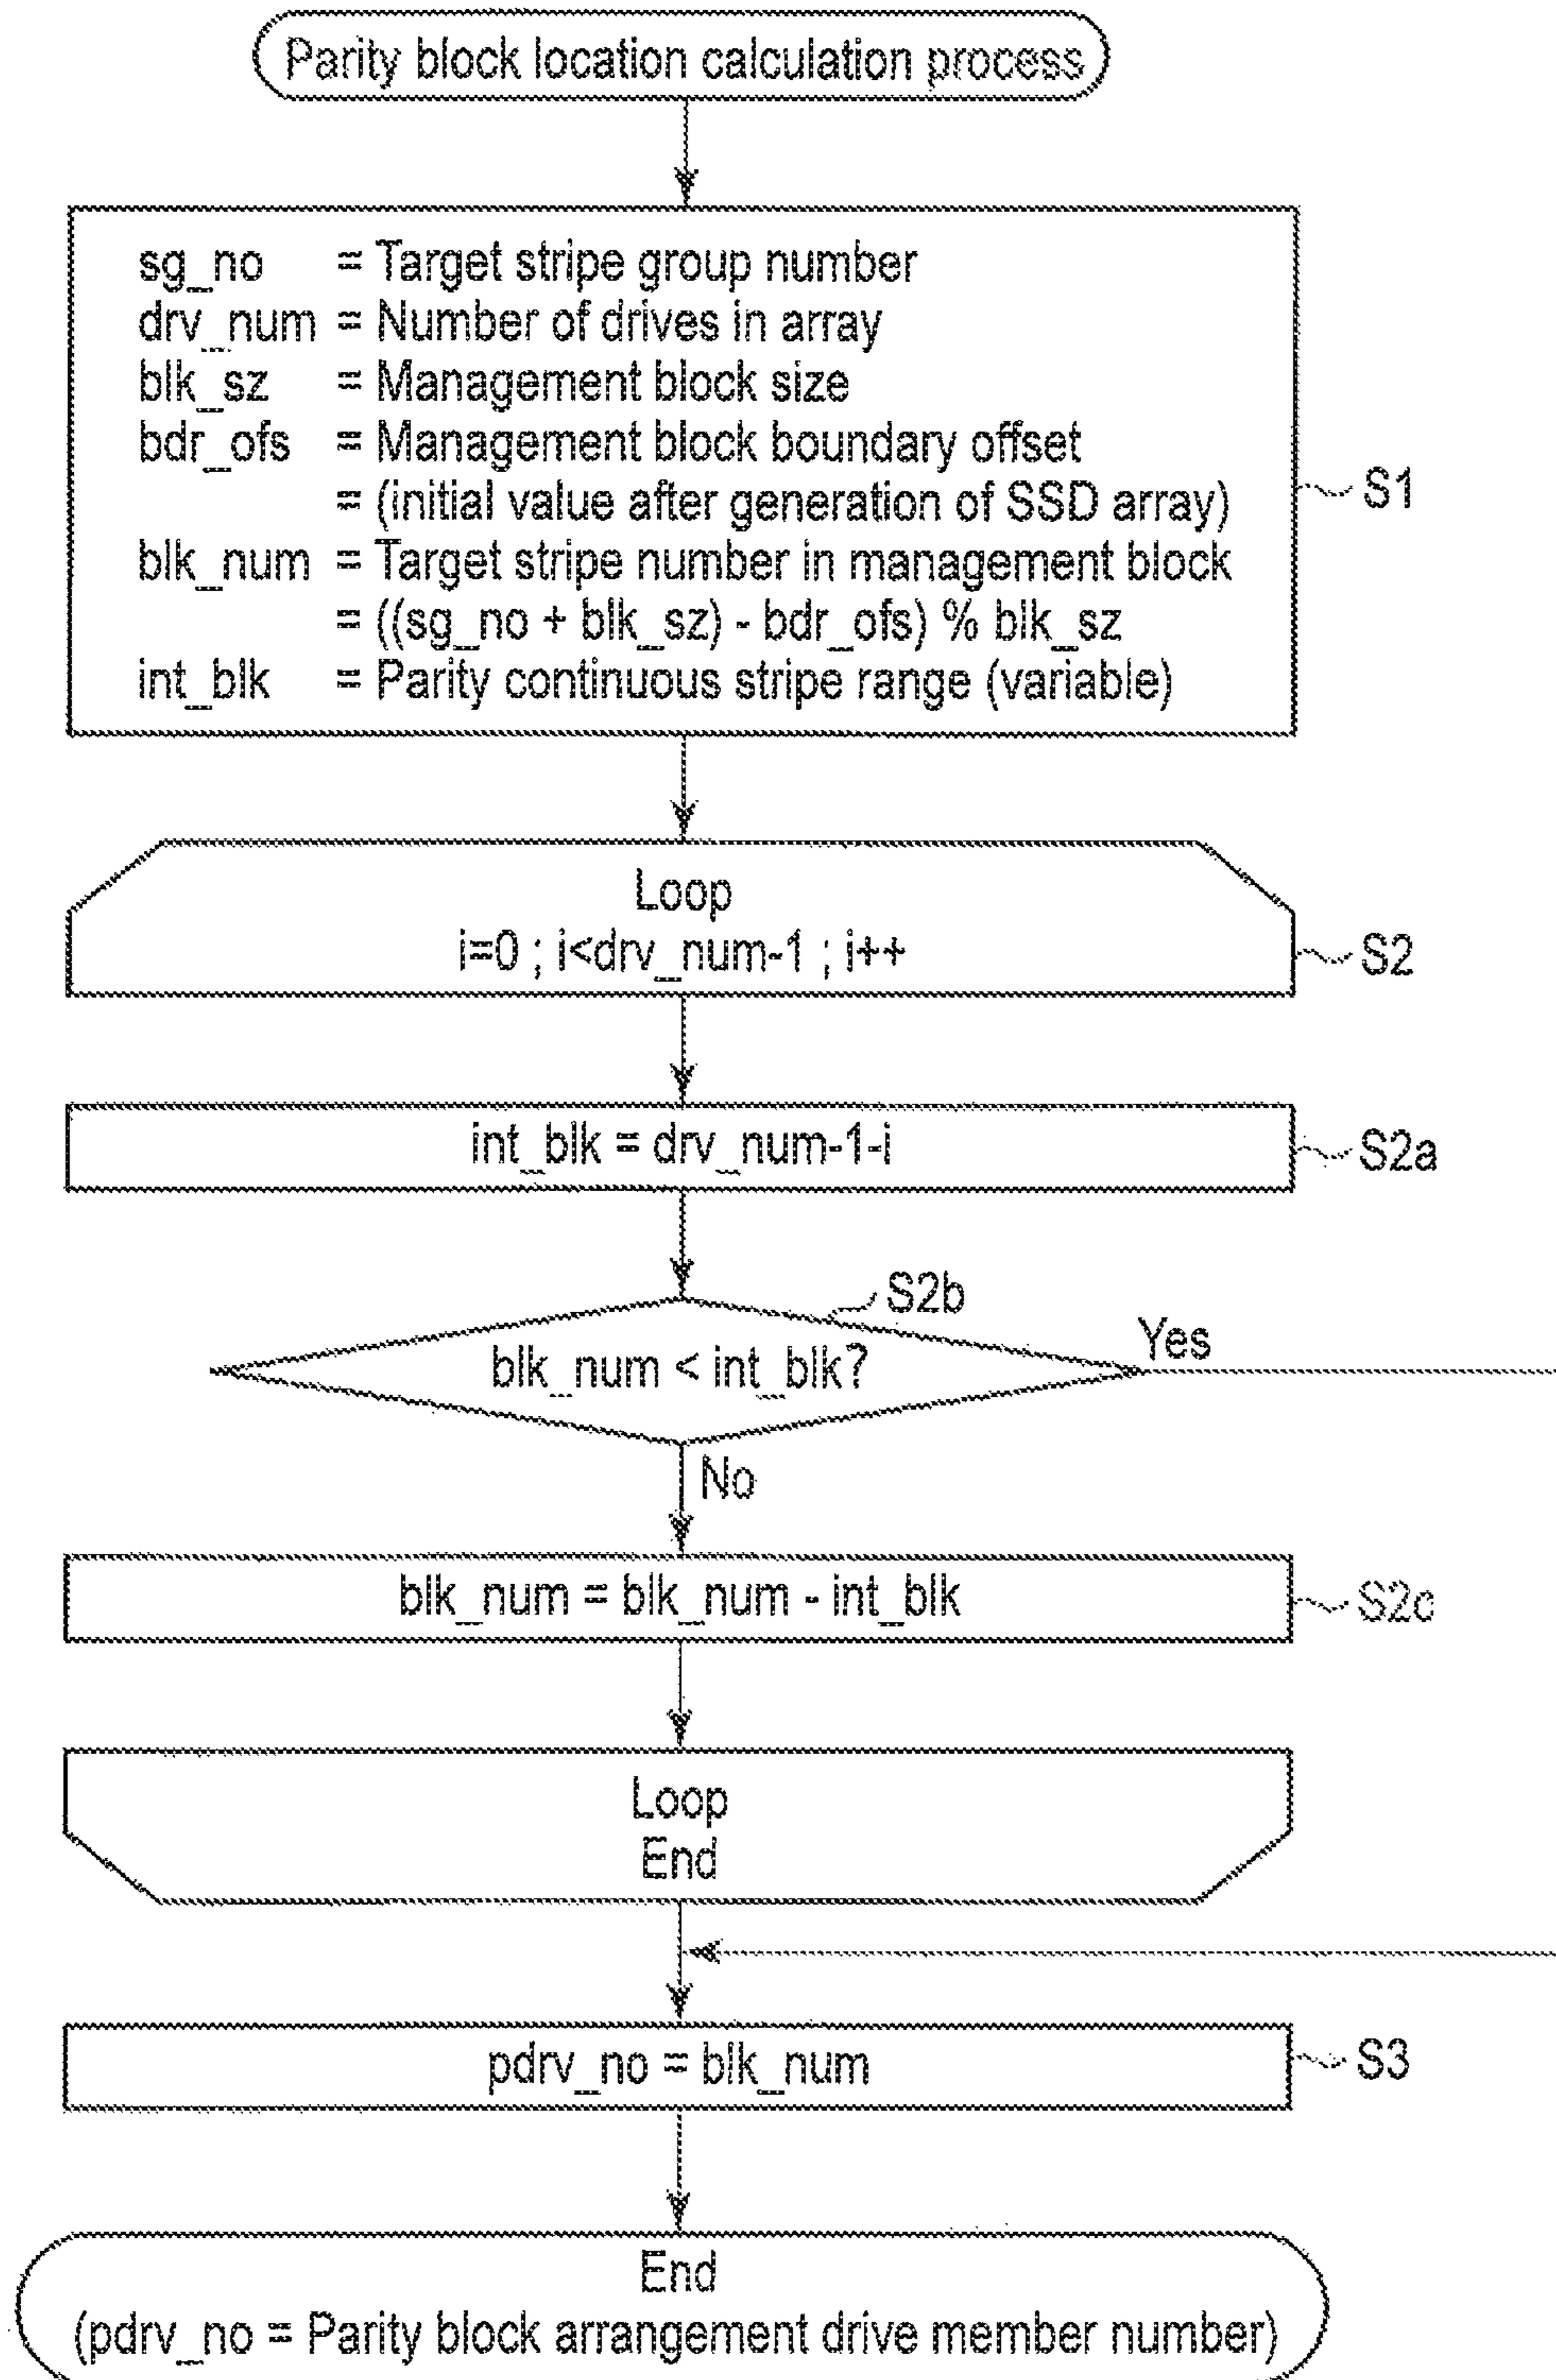 Parity block location calculation process
sg_no = Target stripe group number
drv_num = Number of drives in array
blk_sz = Management block size
bdr_ofs = Management block boundary offset
= (initial value after generation of SSD array)
S1
blk_num = Target stripe number in management block
= ((sg_no + blk_sz) - bdr_ofs) % blk_sz
int_blk = Parity continuous stripe range (variable)
Loop
i=0 ; i<drv_num-1 ; i++
S2
int_blk = drv_num-1-i
S2a
S2b
Yes
blk_num < int_blk?
No
blk_num = blk_num - int_blk
S2c
Loop
End
pdrv_no = blk_num
S3
End
(pdrv_no = Parity block arrangement drive member number)